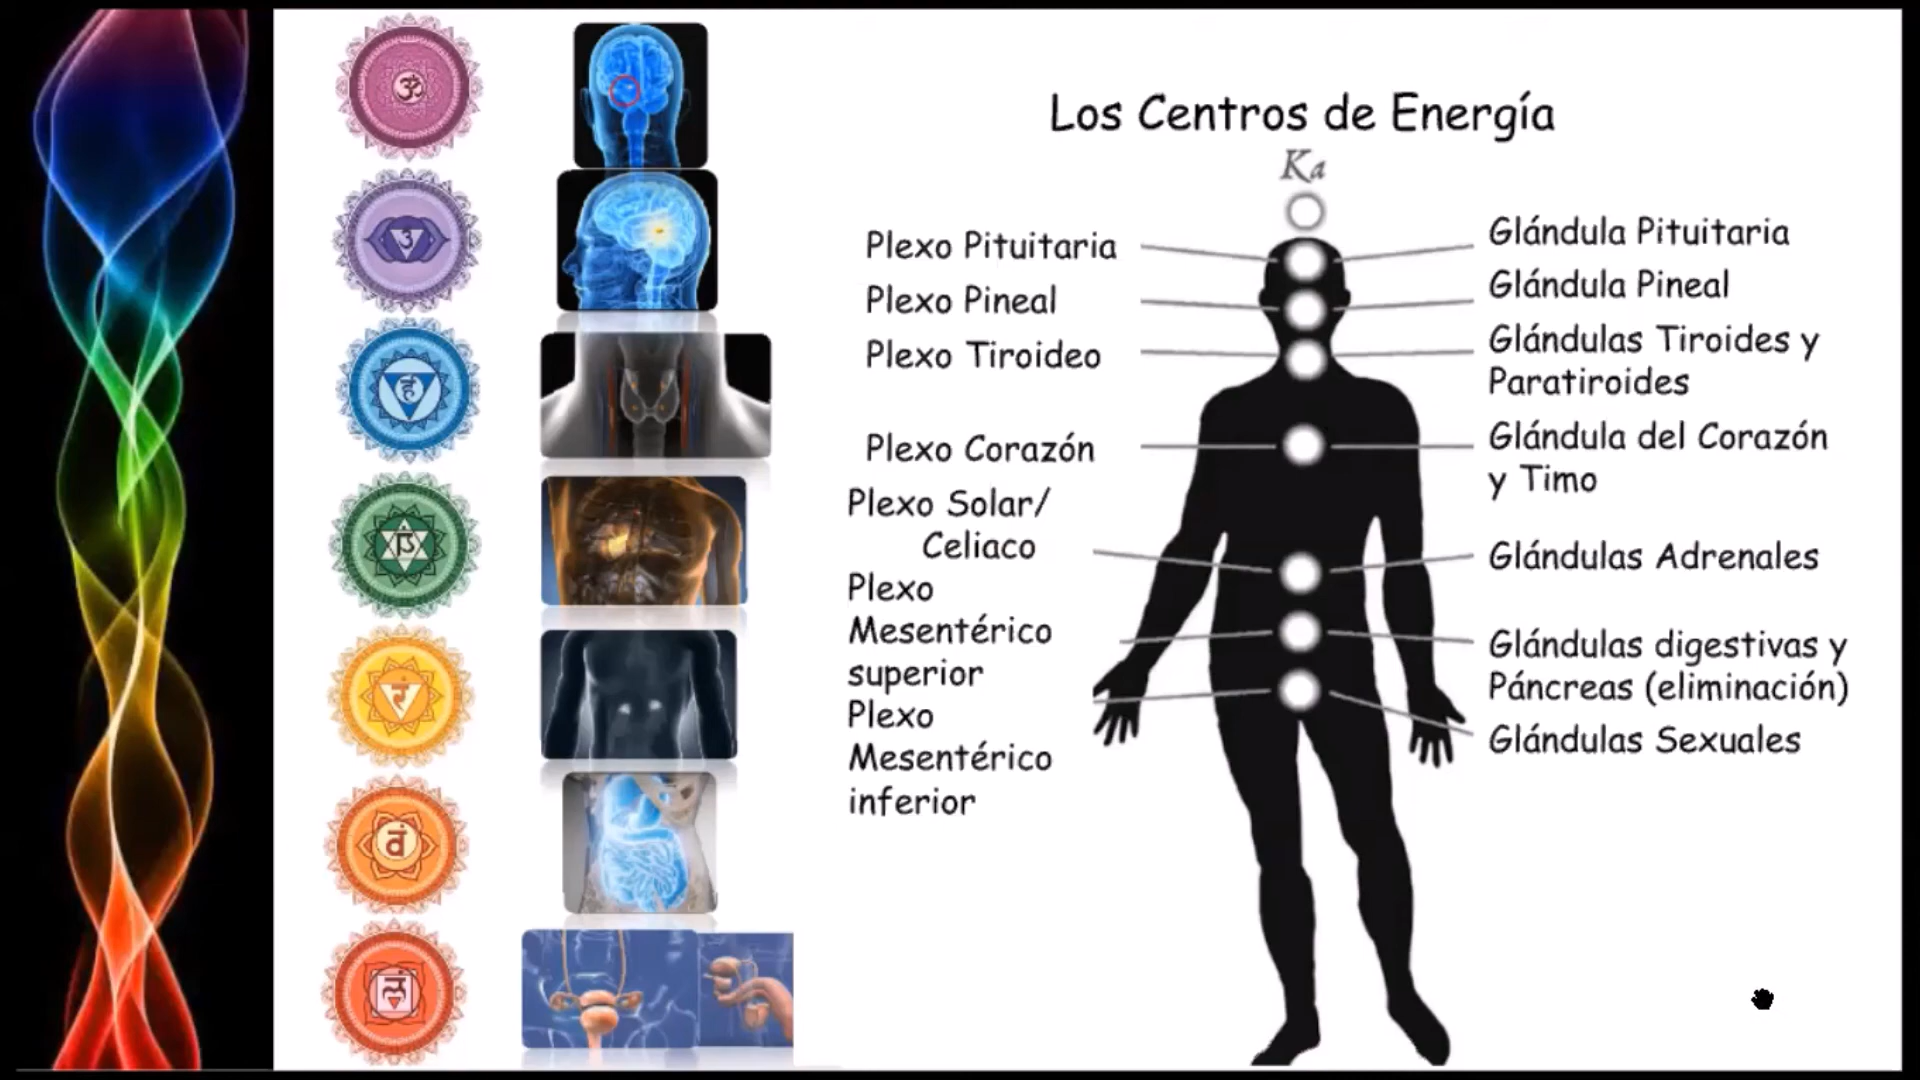 Los Centros de Energía
Ka
Plexo Pituitaria
Plexo Pineal
Plexo Tiroideo
Plexo Corazón
Plexo Solar/
Celiaco
Plexo
Mesentérico
superior
Plexo
Mesentérico
inferior
Glándula Pituitaria
Glándula Pineal
Glándulas Tiroides y
Paratiroides
Glándula del Corazón
y Timo
Glándulas Adrenales
Glándulas digestivas y
Páncreas (eliminación)
Glándulas Sexuales
ॐ
ॐ
हं
यं
रं
वं
लं